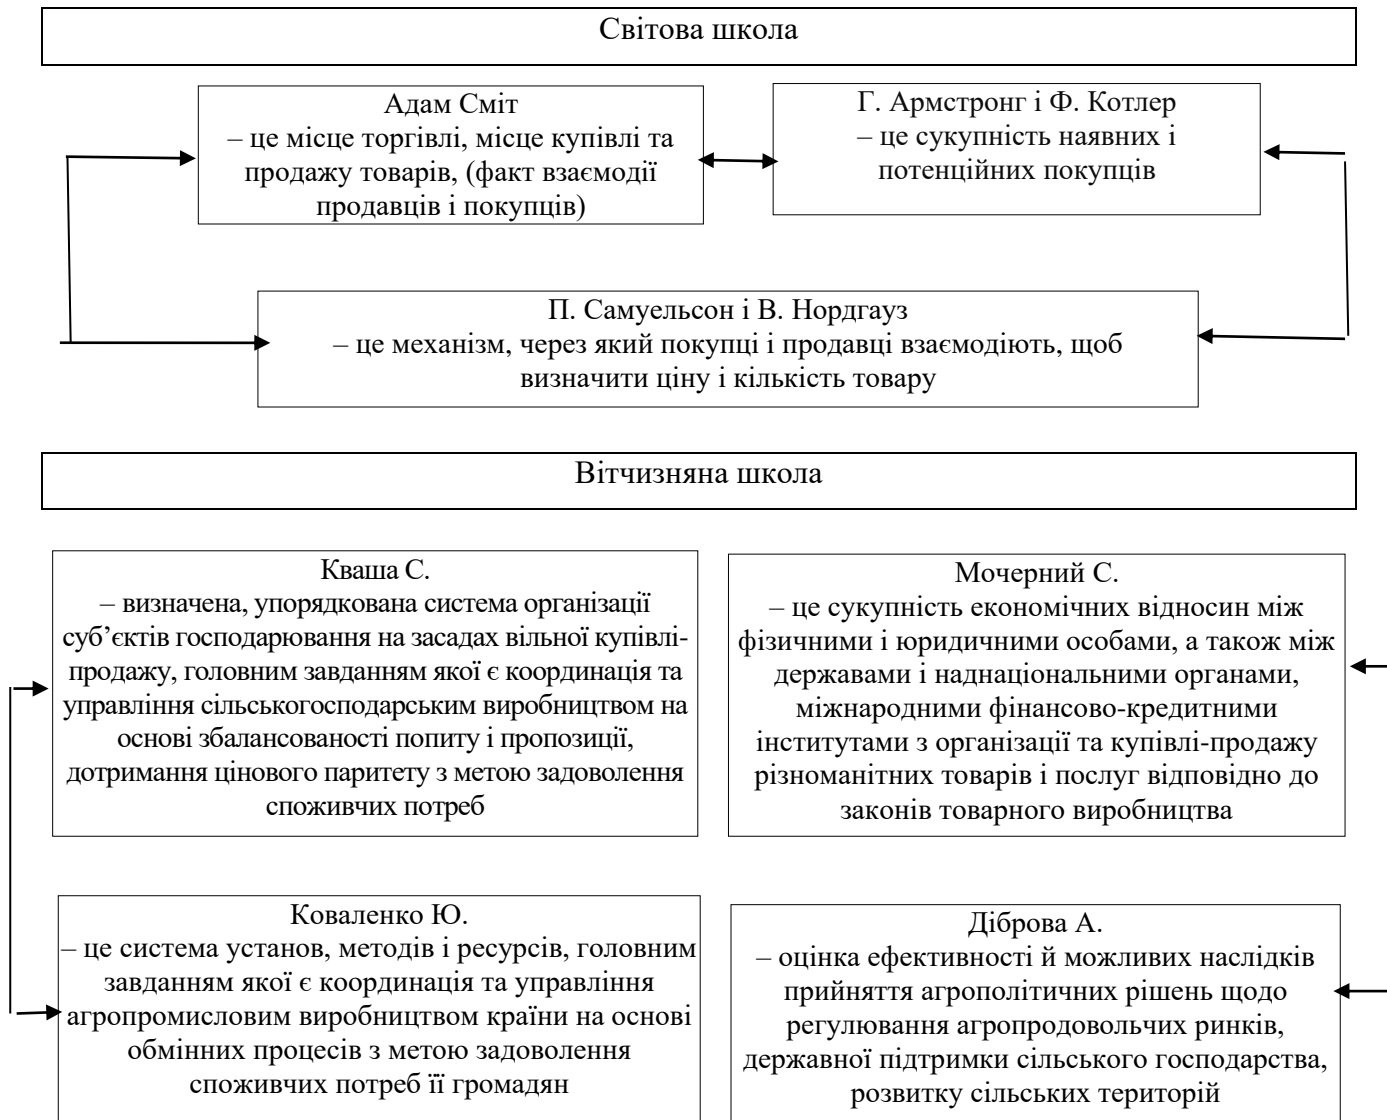 Світова школа
Адам Сміт
– це місце торгівлі, місце купівлі та
продажу товарів, (факт взаємодії
продавців і покупців)
Г. Армстронг і Ф. Котлер
– це сукупність наявних і
потенційних покупців
П. Самуельсон і В. Нордгауз
– це механізм, через який покупці і продавці взаємодіють, щоб
визначити ціну і кількість товару
Вітчизняна школа
Кваша С.
– визначена, упорядкована система організації
суб’єктів господарювання на засадах вільної купівлі-
продажу, головним завданням якої є координація та
управління сільськогосподарським виробництвом на
основі збалансованості попиту і пропозиції,
дотримання цінового паритету з метою задоволення
споживчих потреб
Мочерний С.
– це сукупність економічних відносин між
фізичними і юридичними особами, а також між
державами і наднаціональними органами,
міжнародними фінансово-кредитними
інститутами з організації та купівлі-продажу
різноманітних товарів і послуг відповідно до
законів товарного виробництва
Коваленко Ю.
– це система установ, методів і ресурсів, головним
завданням якої є координація та управління
агропромисловим виробництвом країни на основі
обмінних процесів з метою задоволення
споживчих потреб її громадян
Діброва А.
– оцінка ефективності й можливих наслідків
прийняття агрополітичних рішень щодо
регулювання агропродовольчих ринків,
державної підтримки сільського господарства,
розвитку сільських територій